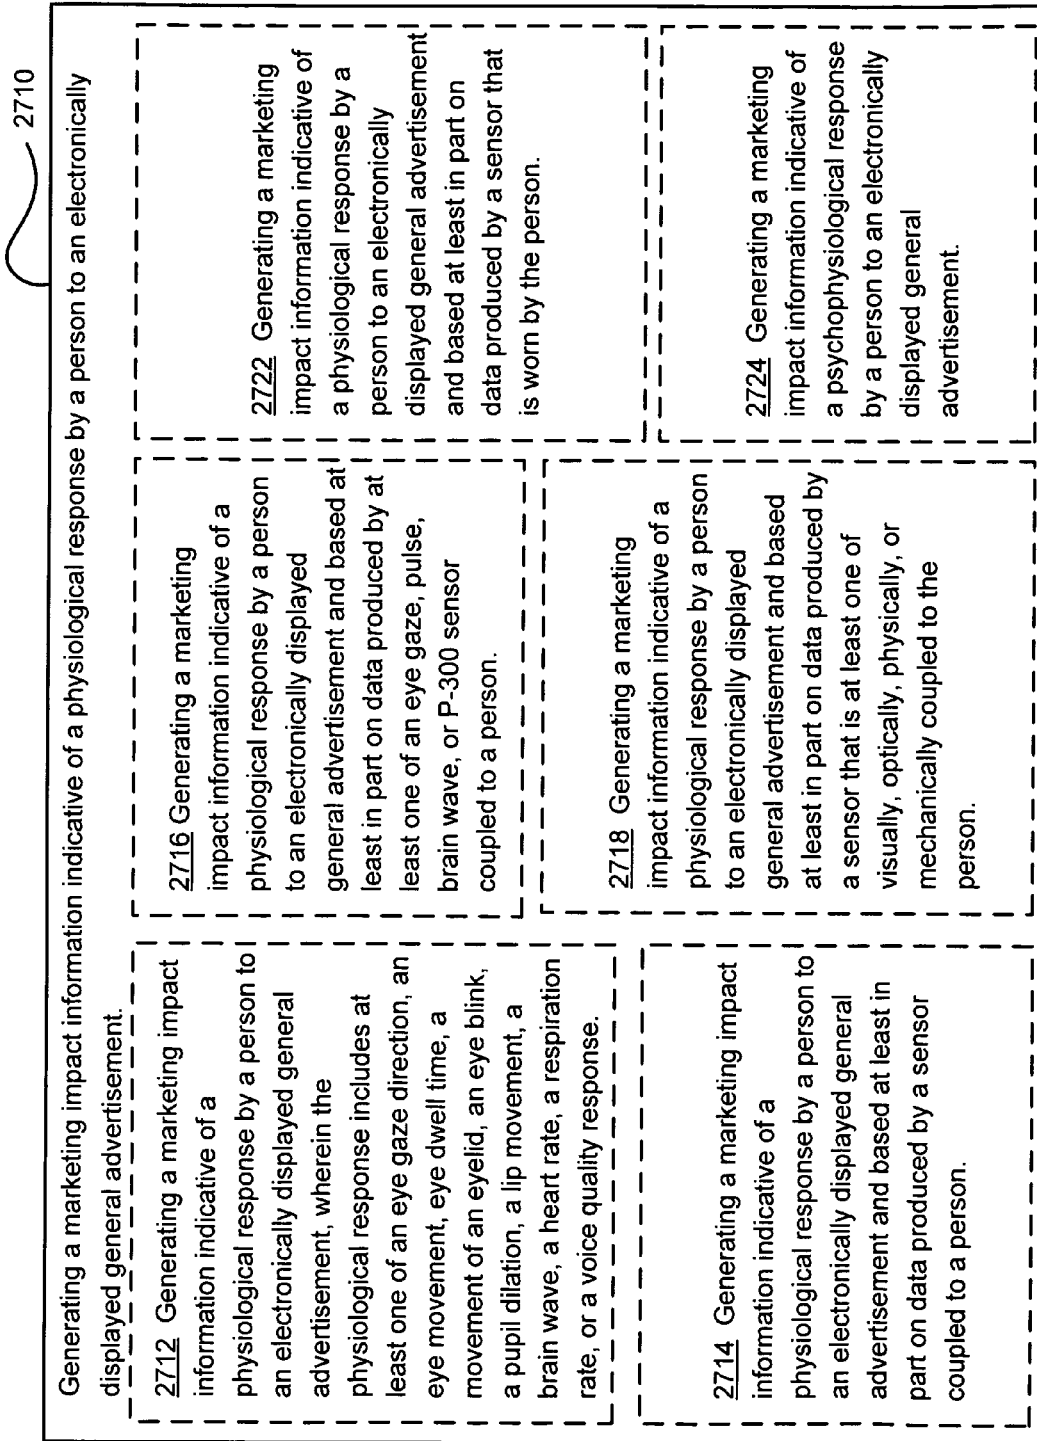 2710
Generating a marketing impact information indicative of a physiological response by a person to an electronically
displayed general advertisement.
2712 Generating a marketing impact
information indicative of a
physiological response by a person to
an electronically displayed general
advertisement, wherein the
physiological response includes at
least one of an eye gaze direction, an
eye movement, eye dwell time, a
movement of an eyelid, an eye blink,
a pupil dilation, a lip movement, a
brain wave, a heart rate, a respiration
rate, or a voice quality response.
2714 Generating a marketing impact
information indicative of a
physiological response by a person to
an electronically displayed general
advertisement and based at least in
part on data produced by a sensor
coupled to a person.
2716 Generating a marketing
impact information indicative of a
physiological response by a person
to an electronically displayed
general advertisement and based at
least in part on data produced by at
least one of an eye gaze, pulse,
brain wave, or P-300 sensor
coupled to a person.
2718 Generating a marketing
impact information indicative of a
physiological response by a person
to an electronically displayed
general advertisement and based
at least in part on data produced by
a sensor that is at least one of
visually, optically, physically, or
mechanically coupled to the
person.
2722 Generating a marketing
impact information indicative of
a physiological response by a
person to an electronically
displayed general advertisement
and based at least in part on
data produced by a sensor that
is worn by the person.
2724 Generating a marketing
impact information indicative of
a psychophysiological response
by a person to an electronically
displayed general
advertisement.